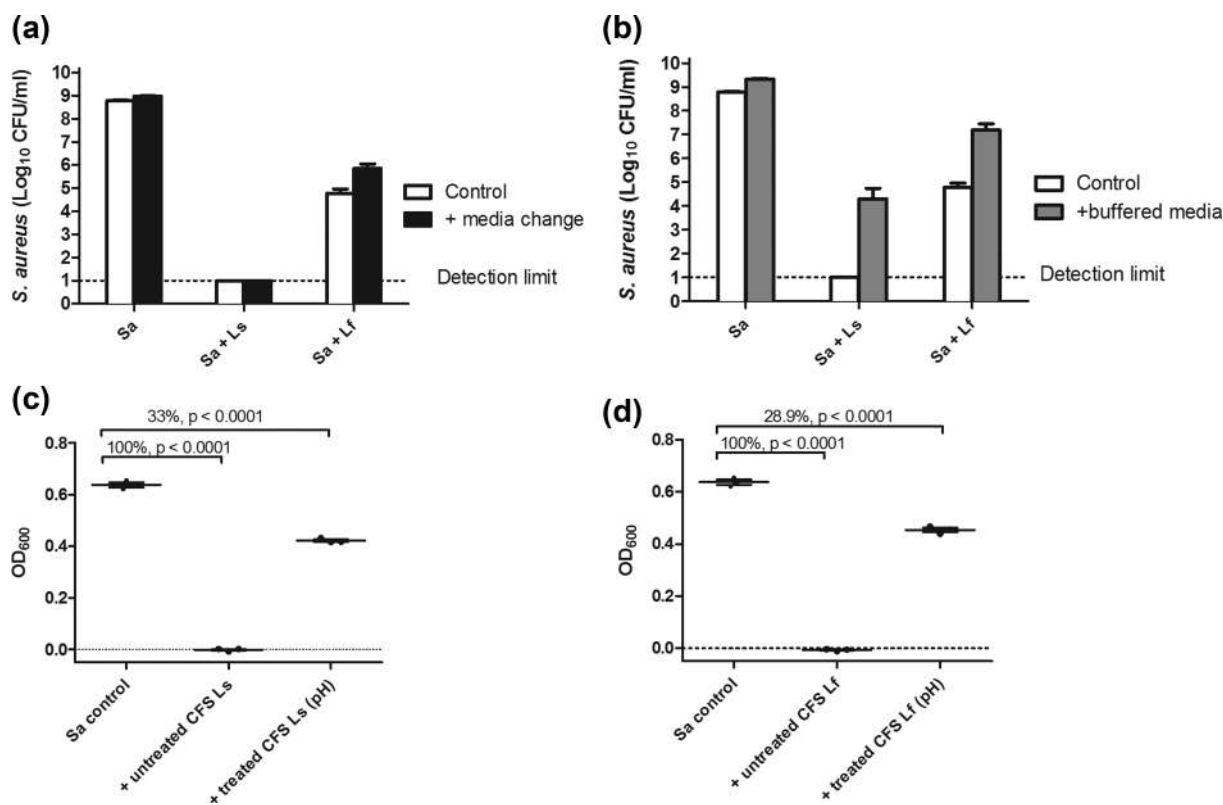 (a)
S. aureus (Log10 CFU/ml)
10
9
8
7
6
5
4
3
2
1
0
Sa
Sa + Ls
Sa + Lf
Control
+ media change
Detection limit
(b)
S. aureus (Log10 CFU/ml)
10
9
8
7
6
5
4
3
2
1
0
Sa
Sa + Ls
Sa + Lf
Control
+buffered media
Detection limit
(c)
33%, p < 0.0001
100%, p < 0.0001
OD600
0.8
0.6
0.4
0.2
0.0
Sa control
+ untreated CFS Ls
+ treated CFS Ls (pH)
(d)
28.9%, p < 0.0001
100%, p < 0.0001
OD600
0.8
0.6
0.4
0.2
0.0
Sa control
+ untreated CFS Lf
+ treated CFS Lf (pH)